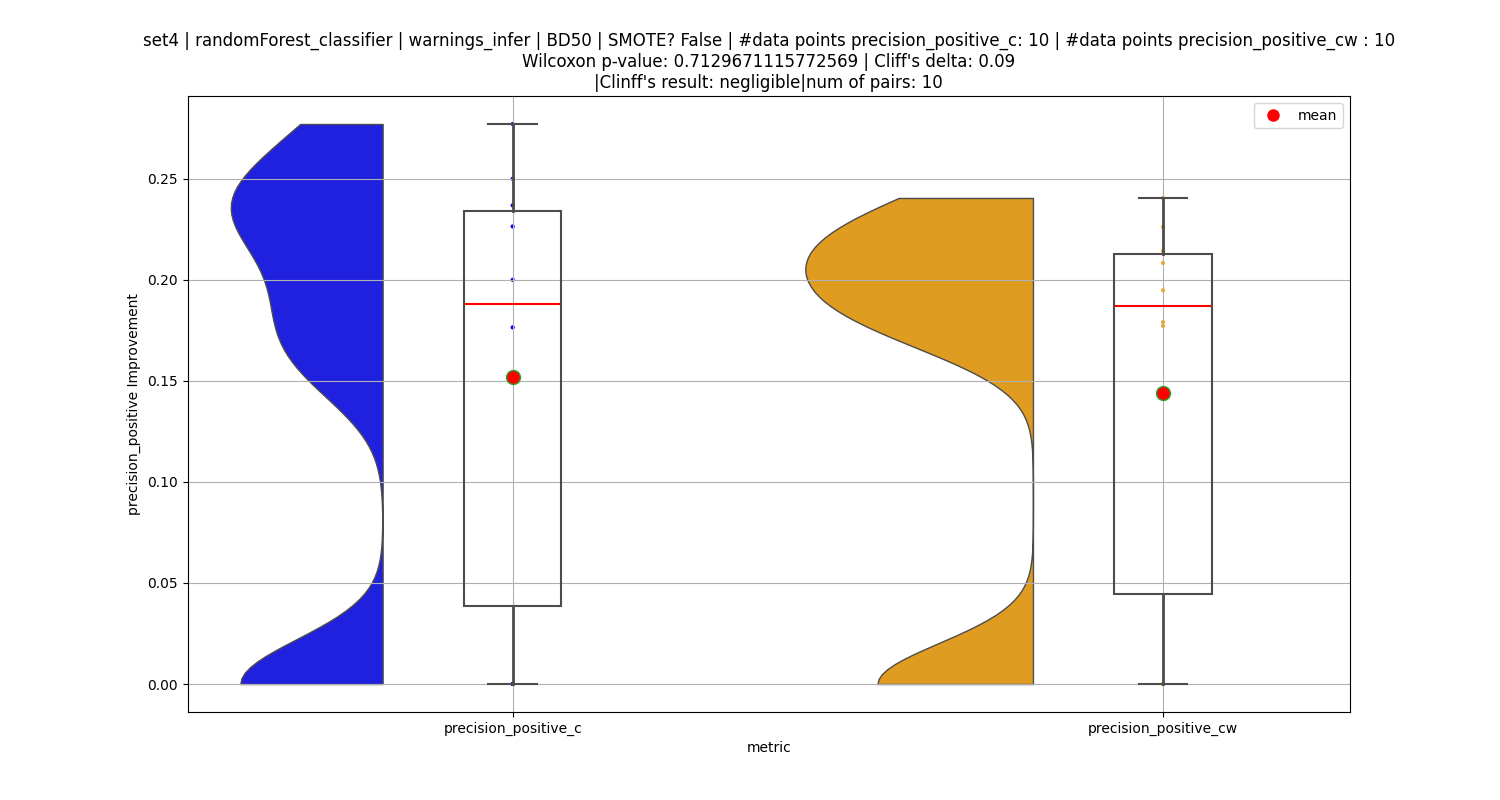 set4 | randomForest_classifier | warnings_infer | BD50 | SMOTE? False | #data points precision_positive_c: 10 | #data points precision_positive_cw : 10
Wilcoxon p-value: 0.7129671115772569 | Cliff's delta: 0.09
|Clinff's result: negligible|num of pairs: 10
mean
0.25
0.20
0.15
0.10
0.05
0.00
precision_positive Improvement
precision_positive_c
precision_positive_cw
metric